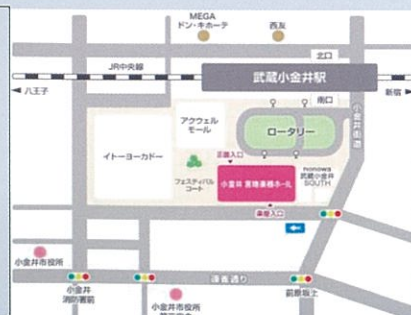 MEGA
ドン・キホーテ
西友
北口
JR中央線
武蔵小金井駅
八王子
新宿
南口
小金井街道
アクウェル
モール
ロータリー
イトーヨーカドー
正面入口
フェスティバル
コート
小金井 宮地楽器ホール
nonowa
武蔵小金井
SOUTH
楽屋入口
小金井市役所
小金井
消防署前
連雀通り
前原坂上
小金井市役所